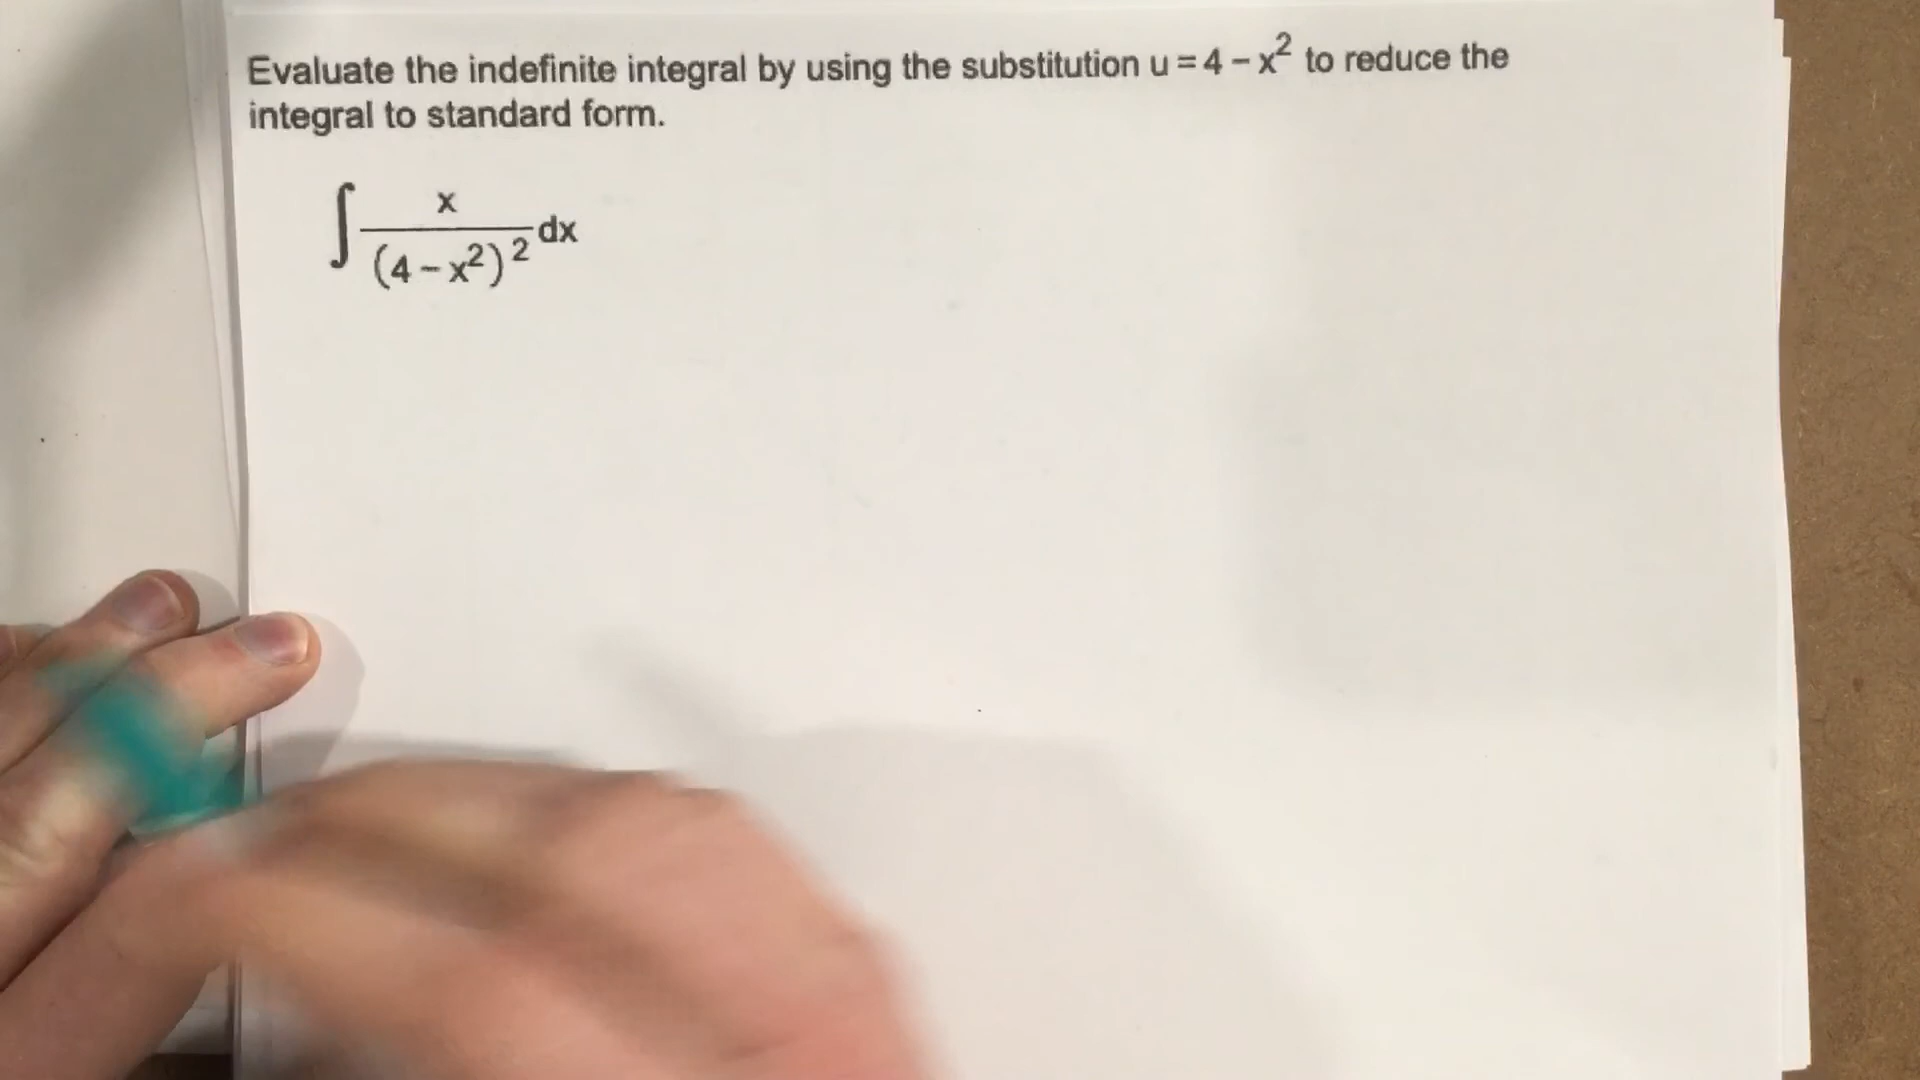 Evaluate the indefinite integral by using the substitution u = 4 − x² to reduce the
integral to standard form.
∫ x / (4 − x²)² dx